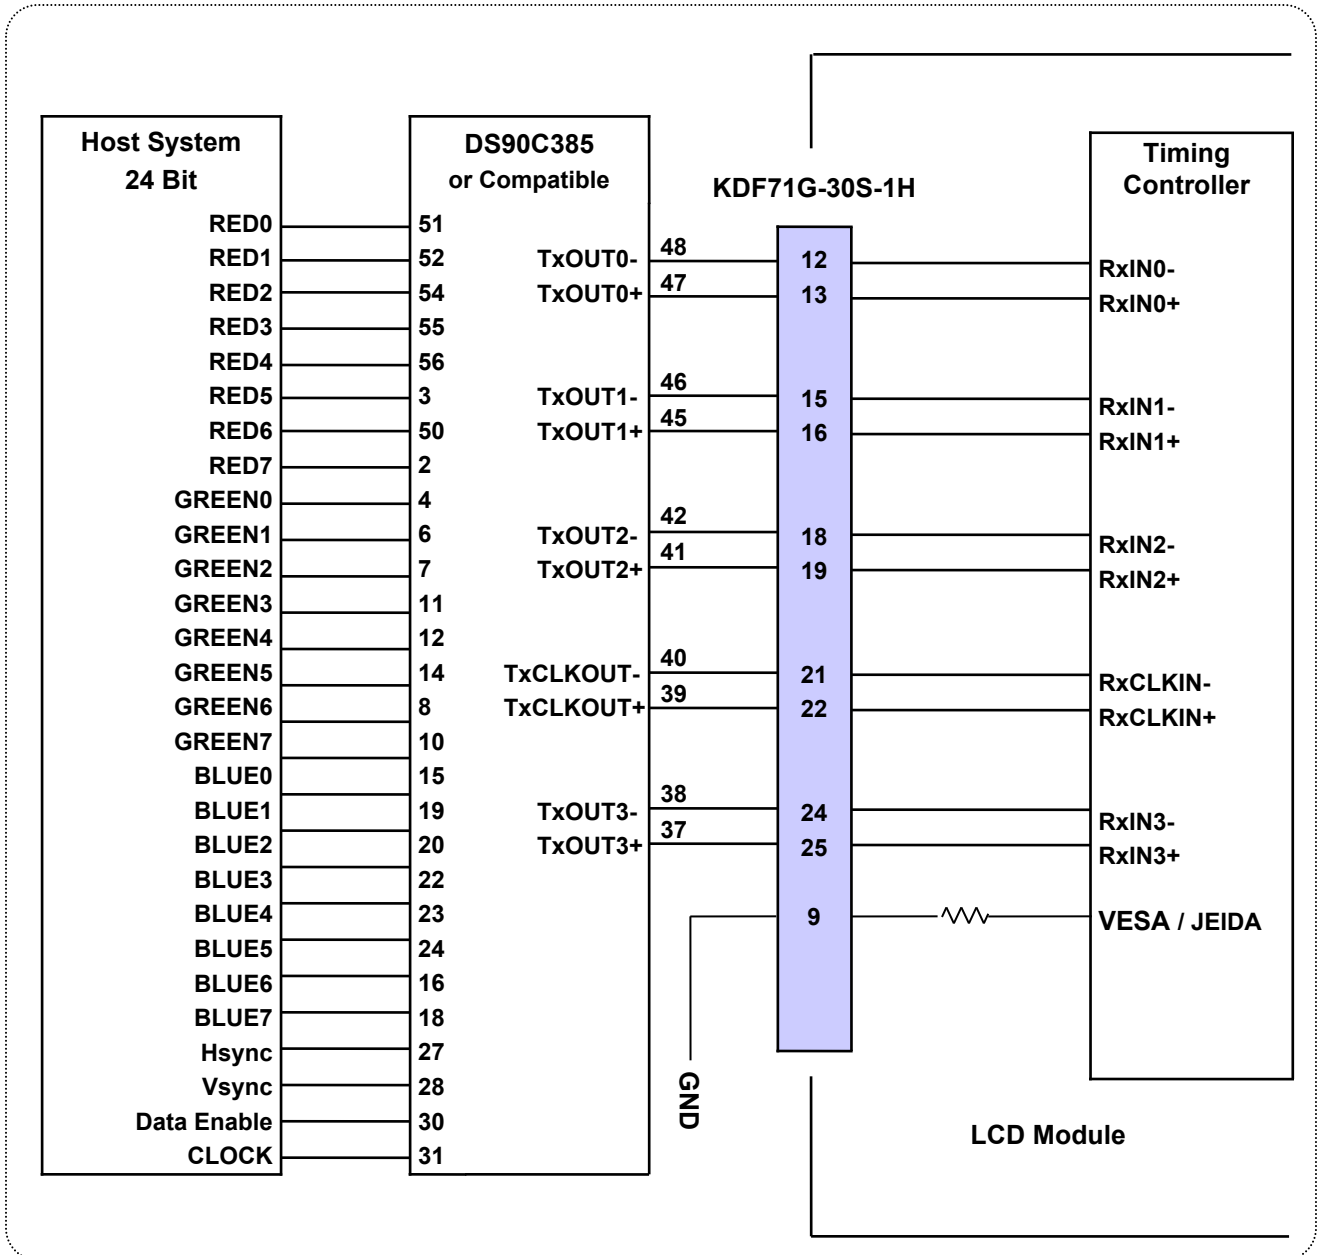 Host System
24 Bit
RED0
RED1
RED2
RED3
RED4
RED5
RED6
RED7
GREEN0
GREEN1
GREEN2
GREEN3
GREEN4
GREEN5
GREEN6
GREEN7
BLUE0
BLUE1
BLUE2
BLUE3
BLUE4
BLUE5
BLUE6
BLUE7
Hsync
Vsync
Data Enable
CLOCK
DS90C385
or Compatible
51
52
54
55
56
3
50
2
4
6
7
11
12
14
8
10
15
19
20
22
23
24
16
18
27
28
30
31
TxOUT0-
TxOUT0+
TxOUT1-
TxOUT1+
TxOUT2-
TxOUT2+
TxCLKOUT-
TxCLKOUT+
TxOUT3-
TxOUT3+
48
47
46
45
42
41
40
39
38
37
GND
KDF71G-30S-1H
12
13
15
16
18
19
21
22
24
25
9
Timing
Controller
RxIN0-
RxIN0+
RxIN1-
RxIN1+
RxIN2-
RxIN2+
RxCLKIN-
RxCLKIN+
RxIN3-
RxIN3+
VESA / JEIDA
LCD Module